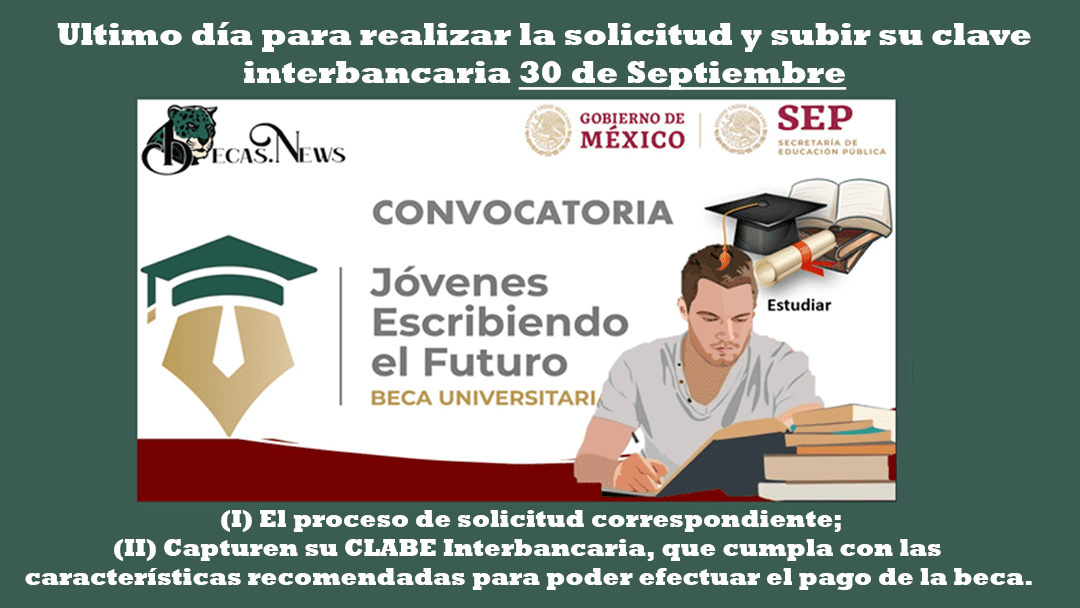 Ultimo día para realizar la solicitud y subir su clave
interbancaria 30 de Septiembre
BECAS.NEWS
GOBIERNO DE
MÉXICO
SEP
SECRETARÍA DE
EDUCACIÓN PÚBLICA
CONVOCATORIA
Jóvenes
Escribiendo
el Futuro
BECA UNIVERSITARIA
Estudiar
(I) El proceso de solicitud correspondiente;
(II) Capturen su CLABE Interbancaria, que cumpla con las
características recomendadas para poder efectuar el pago de la beca.